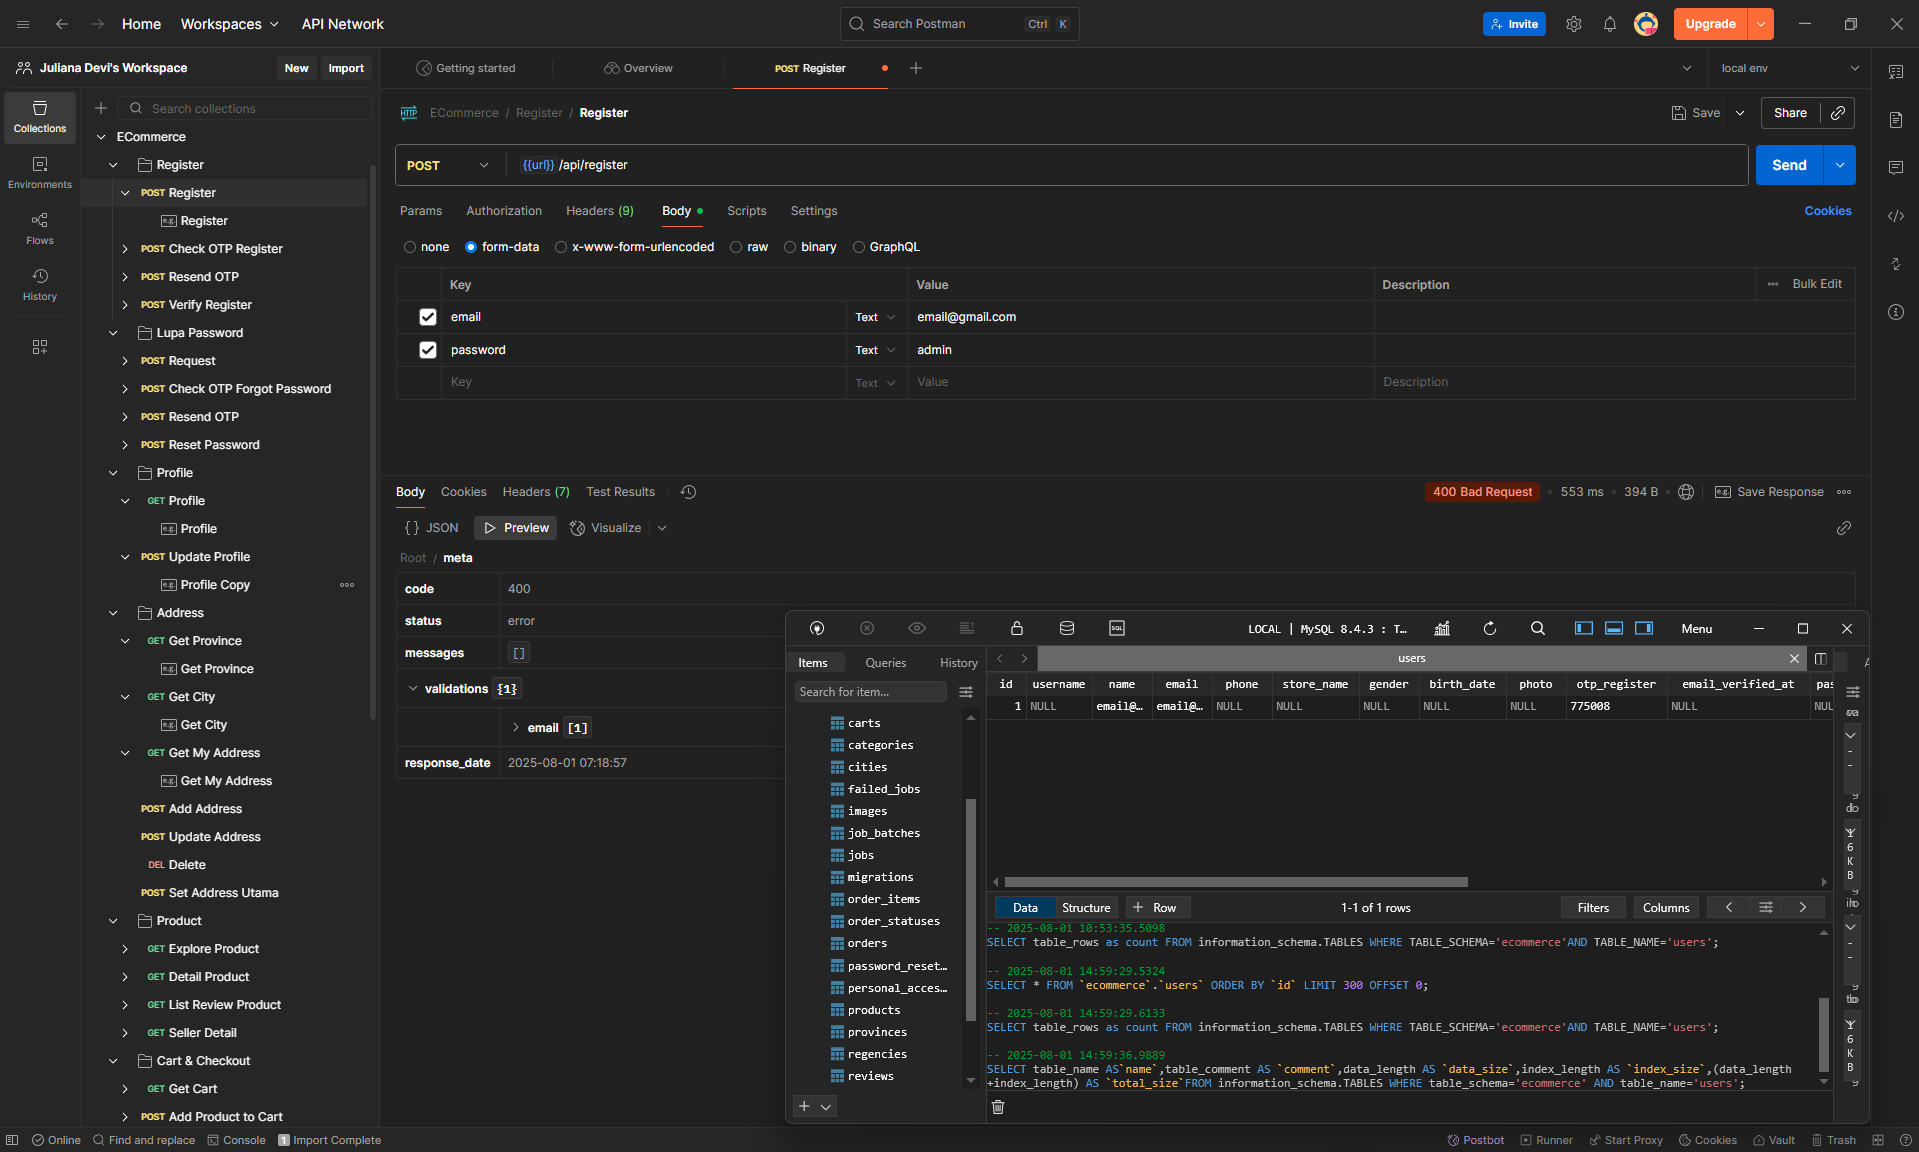 Home Workspaces API Network
Search Postman Ctrl K
Invite Upgrade
Juliana Devi's Workspace New Import
Getting started Overview POST Register local env
Collections
Environments
Flows
History
Search collections
ECommerce
Register
POST Register
e.g. Register
POST Check OTP Register
POST Resend OTP
POST Verify Register
Lupa Password
POST Request
POST Check OTP Forgot Password
POST Resend OTP
POST Reset Password
Profile
GET Profile
e.g. Profile
POST Update Profile
e.g. Profile Copy
Address
GET Get Province
e.g. Get Province
GET Get City
e.g. Get City
GET Get My Address
e.g. Get My Address
POST Add Address
POST Update Address
DEL Delete
POST Set Address Utama
Product
GET Explore Product
GET Detail Product
GET List Review Product
GET Seller Detail
Cart & Checkout
GET Get Cart
POST Add Product to Cart
HTTP ECommerce / Register / Register
Save Share
POST {{url}} /api/register Send
Params Authorization Headers (9) Body Scripts Settings Cookies
none form-data x-www-form-urlencoded raw binary GraphQL
Key Value Description Bulk Edit
email Text email@gmail.com
password Text admin
Key Text Value Description
Body Cookies Headers (7) Test Results
400 Bad Request 553 ms 394 B e.g. Save Response
{ } JSON Preview Visualize
Root / meta
code 400
status error
messages []
validations {1}
email [1]
response_date 2025-08-01 07:18:57
SQL LOCAL | MySQL 8.4.3 : T... Menu
Items Queries History
users
Search for item...
carts
categories
cities
failed_jobs
images
job_batches
jobs
migrations
order_items
order_statuses
orders
password_reset...
personal_acces...
products
provinces
regencies
reviews
id username name email phone store_name gender birth_date photo otp_register email_verified_at pas
1 NULL email@... email@... NULL NULL NULL NULL NULL 775008 NULL NUL
Data Structure + Row 1-1 of 1 rows Filters Columns
-- 2025-08-01 10:53:35.5098
SELECT table_rows as count FROM information_schema.TABLES WHERE TABLE_SCHEMA='ecommerce'AND TABLE_NAME='users';
-- 2025-08-01 14:59:29.5324
SELECT * FROM `ecommerce`.`users` ORDER BY `id` LIMIT 300 OFFSET 0;
-- 2025-08-01 14:59:29.6133
SELECT table_rows as count FROM information_schema.TABLES WHERE TABLE_SCHEMA='ecommerce'AND TABLE_NAME='users';
-- 2025-08-01 14:59:36.9889
SELECT table_name AS`name`,table_comment AS `comment`,data_length AS `data_size`,index_length AS `index_size`,(data_length
+index_length) AS `total_size`FROM information_schema.TABLES WHERE table_schema='ecommerce' AND table_name='users';
Online Find and replace Console 1 Import Complete
Postbot Runner Start Proxy Cookies Vault Trash